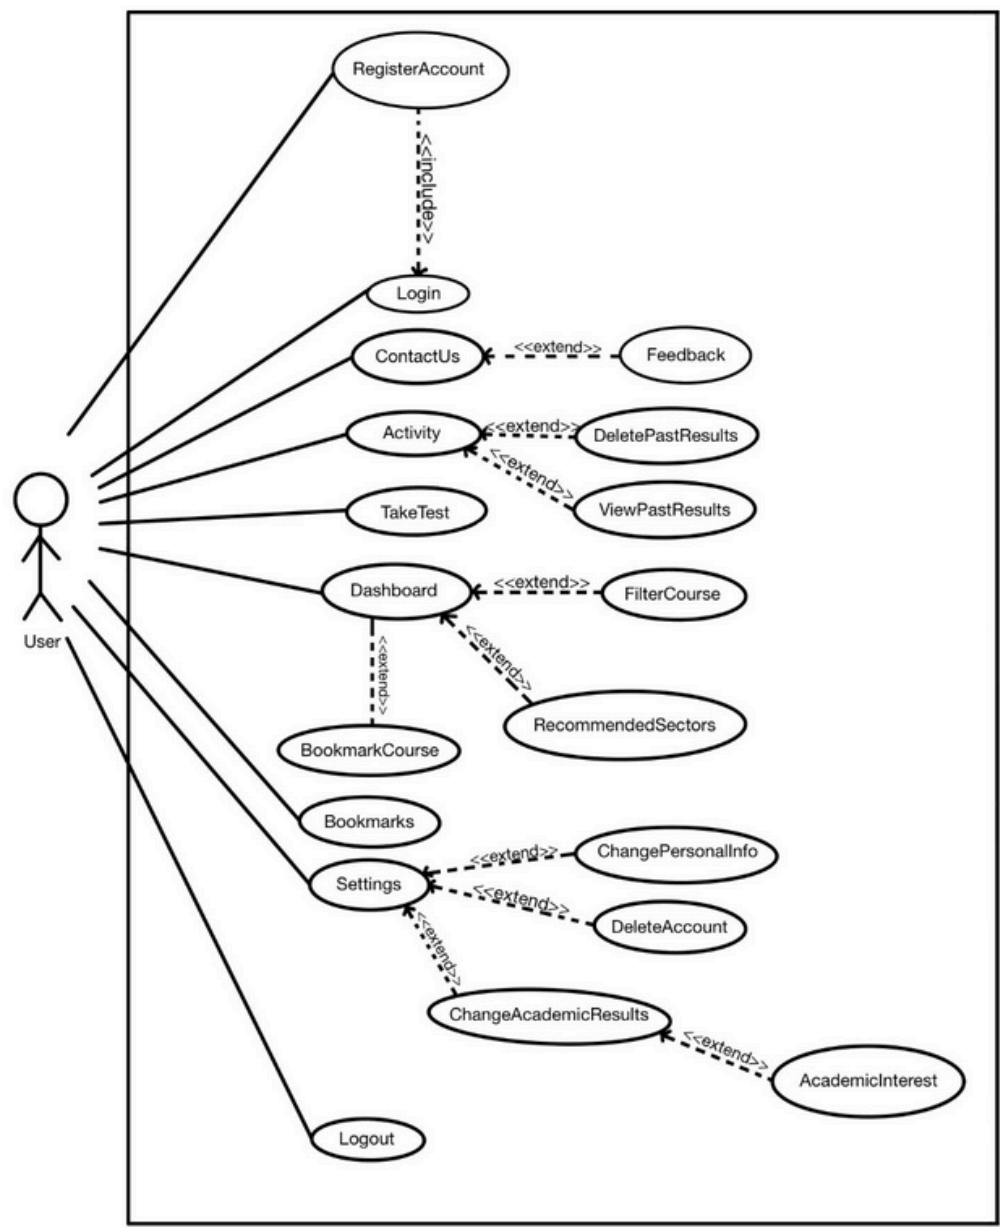 RegisterAccount
<<include>>
Login
ContactUs
<<extend>>
Feedback
Activity
<<extend>>
DeletePastResults
<<extend>>
ViewPastResults
TakeTest
Dashboard
<<extend>>
FilterCourse
<<extend>>
<<extend>>
User
RecommendedSectors
BookmarkCourse
Bookmarks
<<extend>>
ChangePersonalInfo
Settings
<<extend>>
DeleteAccount
<<extend>>
ChangeAcademicResults
<<extend>>
AcademicInterest
Logout